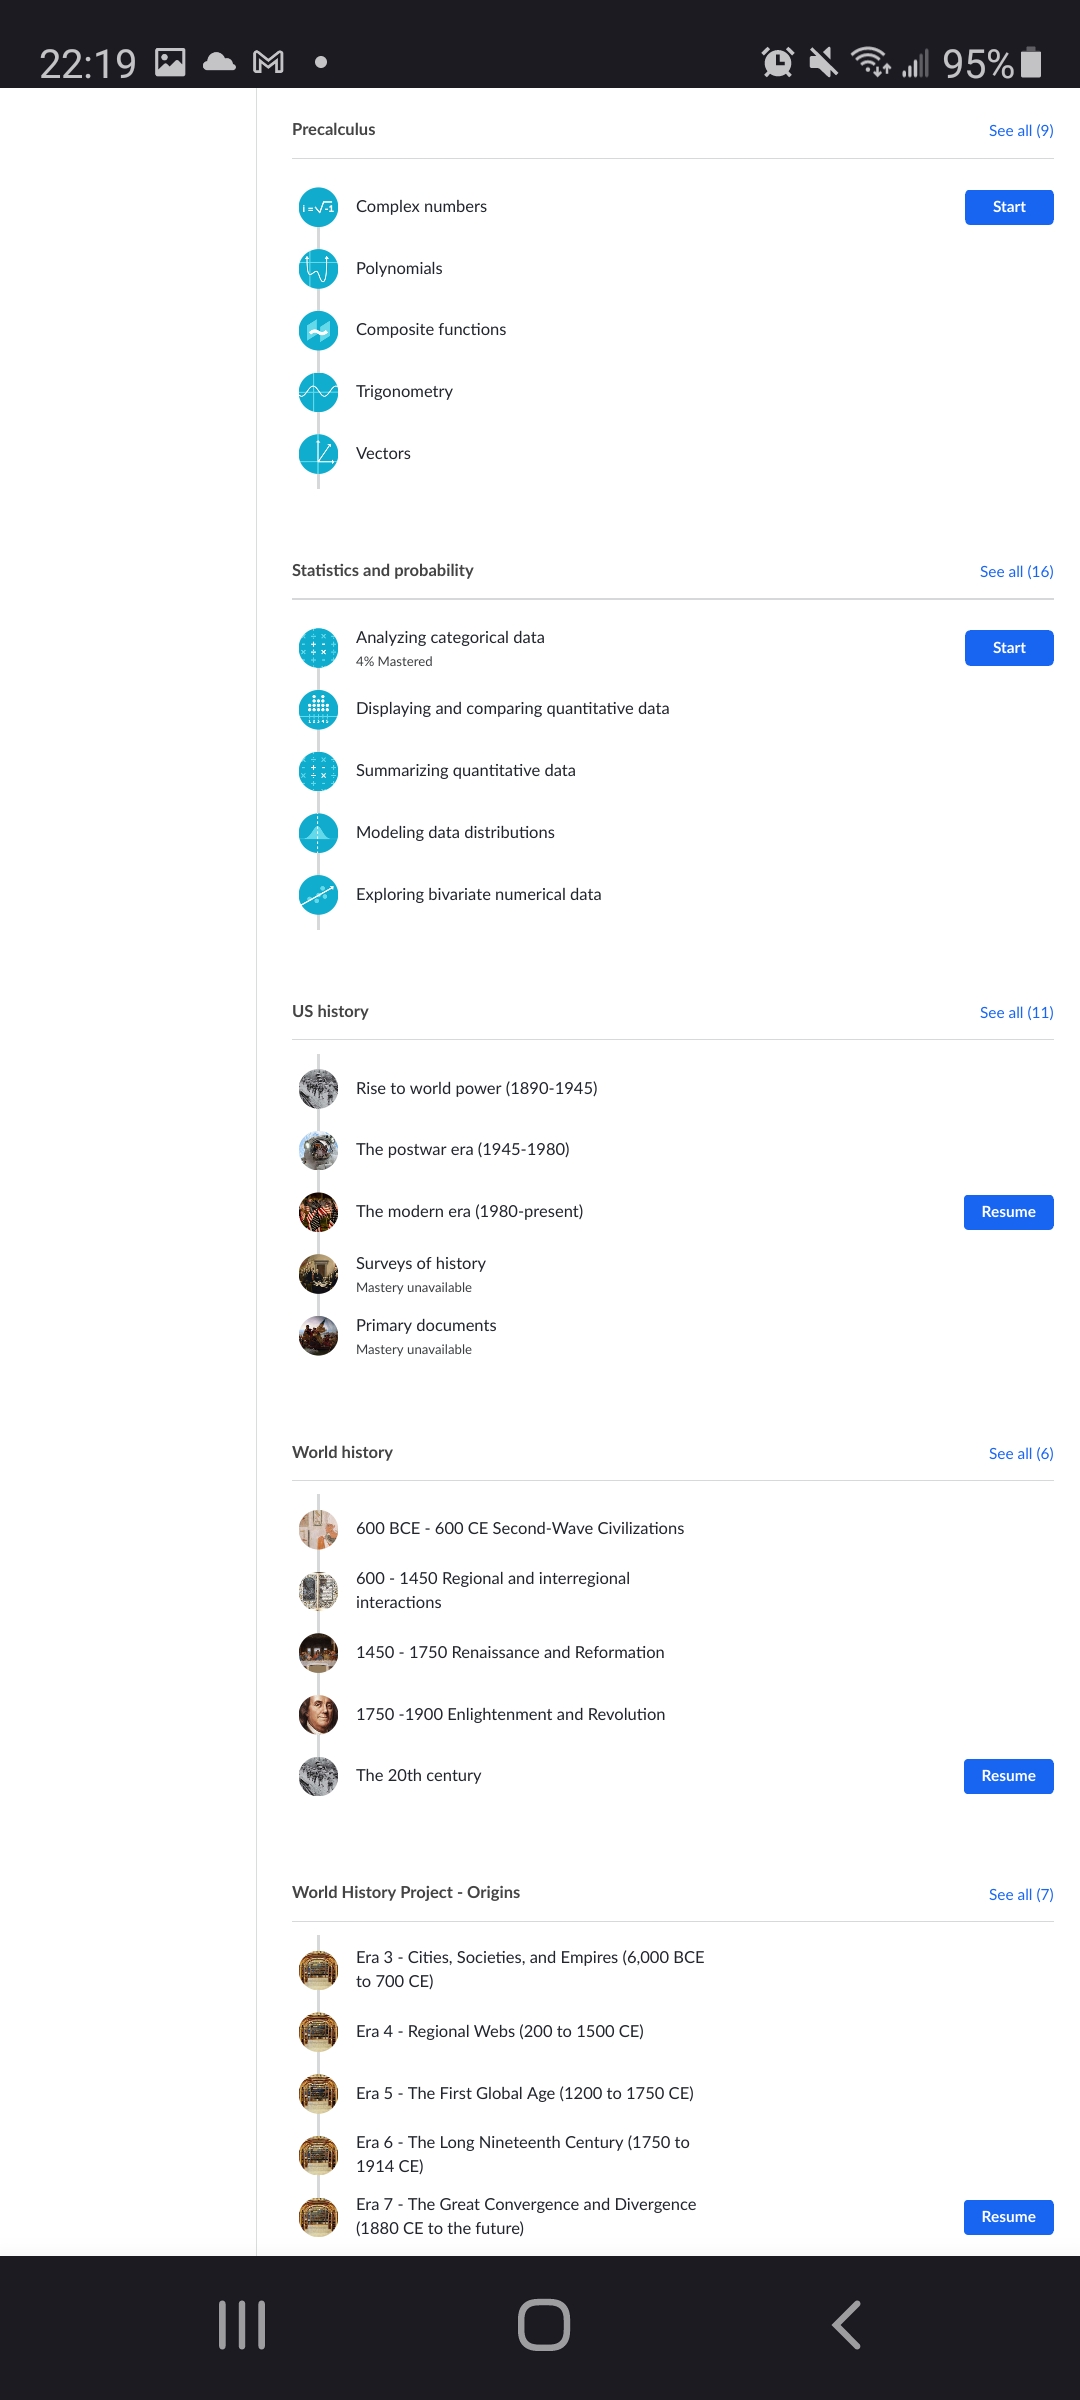 22:19
95%
Precalculus
See all (9)
i = √-1
Complex numbers
Start
Polynomials
Composite functions
Trigonometry
Vectors
Statistics and probability
See all (16)
Analyzing categorical data
4% Mastered
Start
Displaying and comparing quantitative data
Summarizing quantitative data
Modeling data distributions
Exploring bivariate numerical data
US history
See all (11)
Rise to world power (1890-1945)
The postwar era (1945-1980)
The modern era (1980-present)
Resume
Surveys of history
Mastery unavailable
Primary documents
Mastery unavailable
World history
See all (6)
600 BCE - 600 CE Second-Wave Civilizations
600 - 1450 Regional and interregional
interactions
1450 - 1750 Renaissance and Reformation
1750 -1900 Enlightenment and Revolution
The 20th century
Resume
World History Project - Origins
See all (7)
Era 3 - Cities, Societies, and Empires (6,000 BCE
to 700 CE)
Era 4 - Regional Webs (200 to 1500 CE)
Era 5 - The First Global Age (1200 to 1750 CE)
Era 6 - The Long Nineteenth Century (1750 to
1914 CE)
Era 7 - The Great Convergence and Divergence
(1880 CE to the future)
Resume